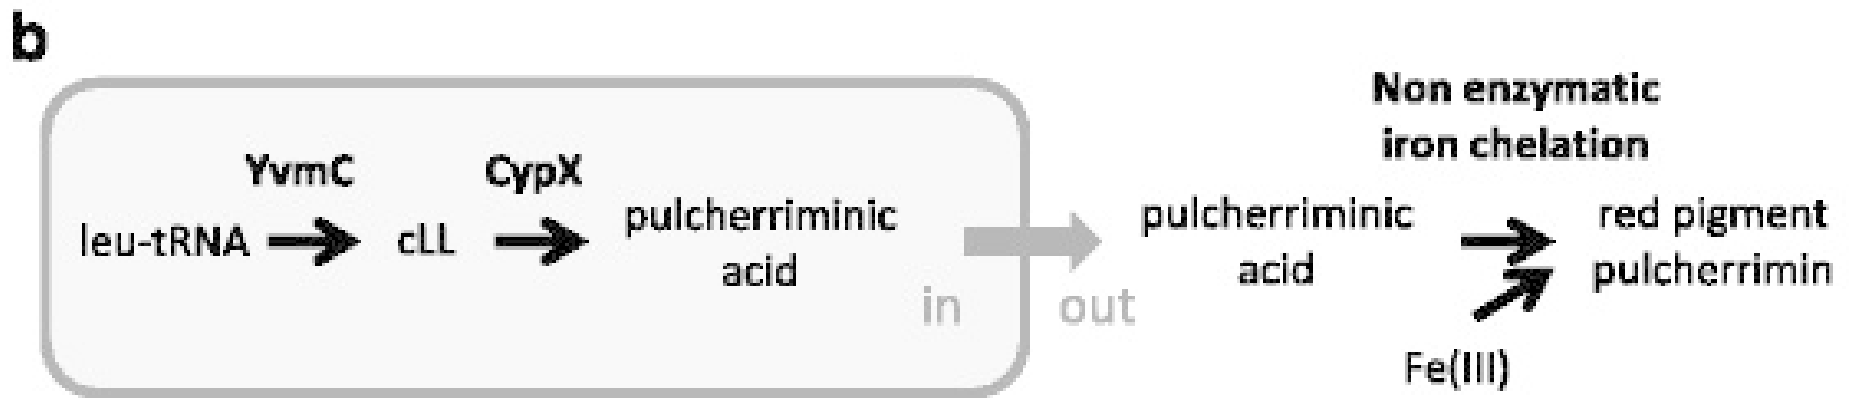 b
Non enzymatic
iron chelation
YvmC
CypX
leu-tRNA
cLL
pulcherriminic
acid
in
out
pulcherriminic
acid
red pigment
pulcherrimin
Fe(III)